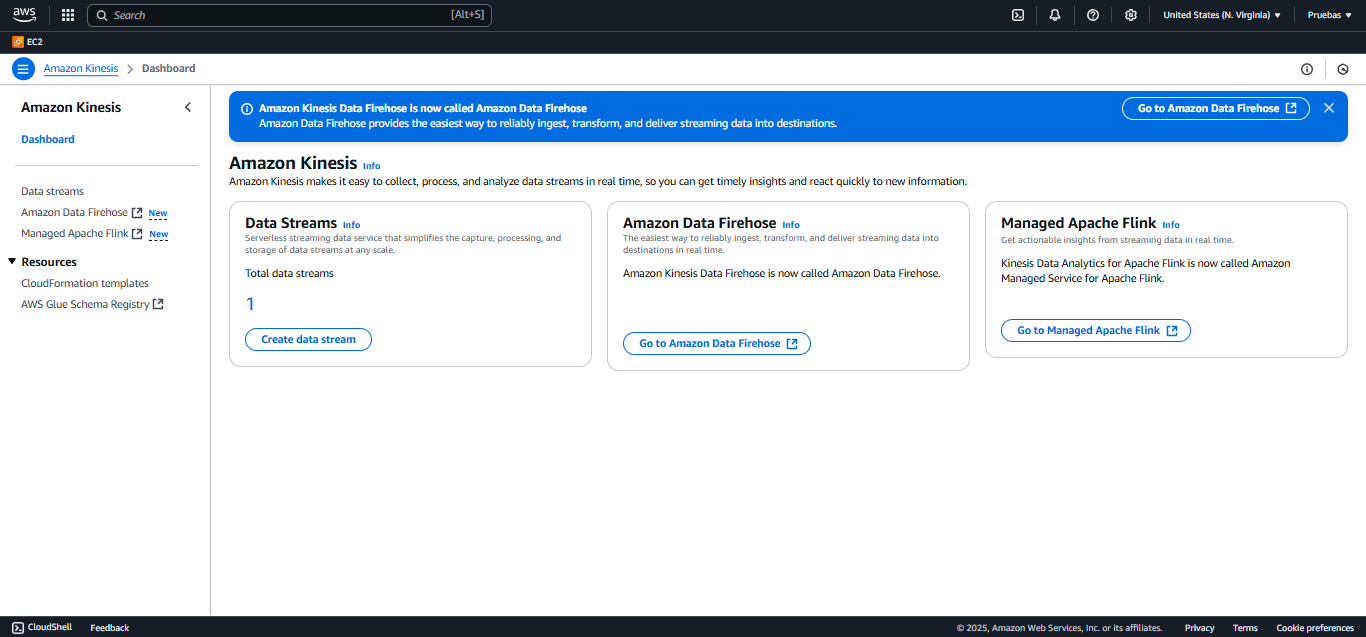 aws
Search
[Alt+S]
United States (N. Virginia)
Pruebas
EC2
Amazon Kinesis
Dashboard
Amazon Kinesis
Dashboard
Data streams
Amazon Data Firehose New
Managed Apache Flink New
Resources
CloudFormation templates
AWS Glue Schema Registry
Amazon Kinesis Data Firehose is now called Amazon Data Firehose
Amazon Data Firehose provides the easiest way to reliably ingest, transform, and deliver streaming data into destinations.
Go to Amazon Data Firehose
Amazon Kinesis Info
Amazon Kinesis makes it easy to collect, process, and analyze data streams in real time, so you can get timely insights and react quickly to new information.
Data Streams Info
Serverless streaming data service that simplifies the capture, processing, and
storage of data streams at any scale.
Total data streams
1
Create data stream
Amazon Data Firehose Info
The easiest way to reliably ingest, transform, and deliver streaming data into
destinations in real time.
Amazon Kinesis Data Firehose is now called Amazon Data Firehose.
Go to Amazon Data Firehose
Managed Apache Flink Info
Get actionable insights from streaming data in real time.
Kinesis Data Analytics for Apache Flink is now called Amazon
Managed Service for Apache Flink.
Go to Managed Apache Flink
CloudShell
Feedback
© 2025, Amazon Web Services, Inc. or its affiliates.
Privacy
Terms
Cookie preferences